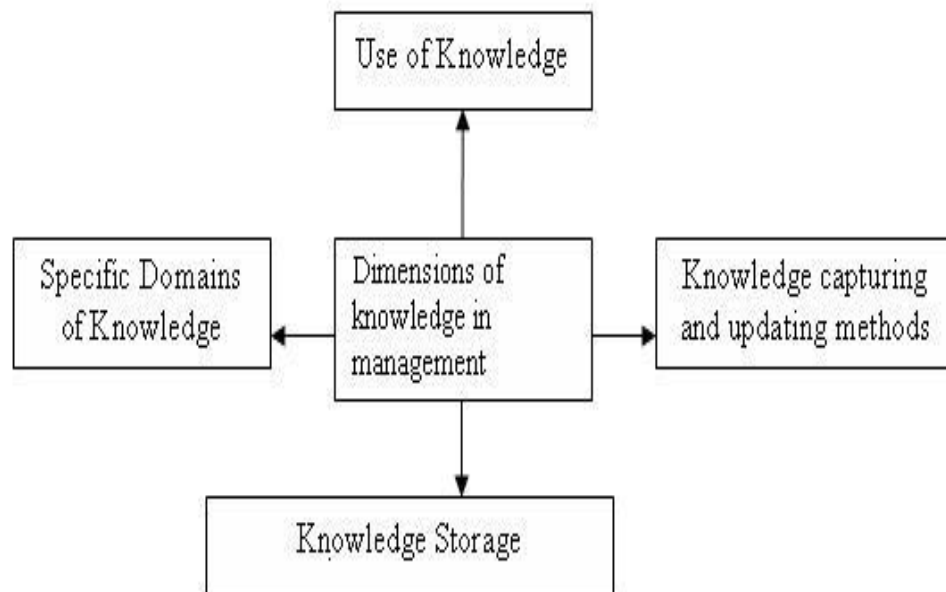 Use of Knowledge
Specific Domains
of Knowledge
Dimensions of
knowledge in
management
Knowledge capturing
and updating methods
Knowledge Storage